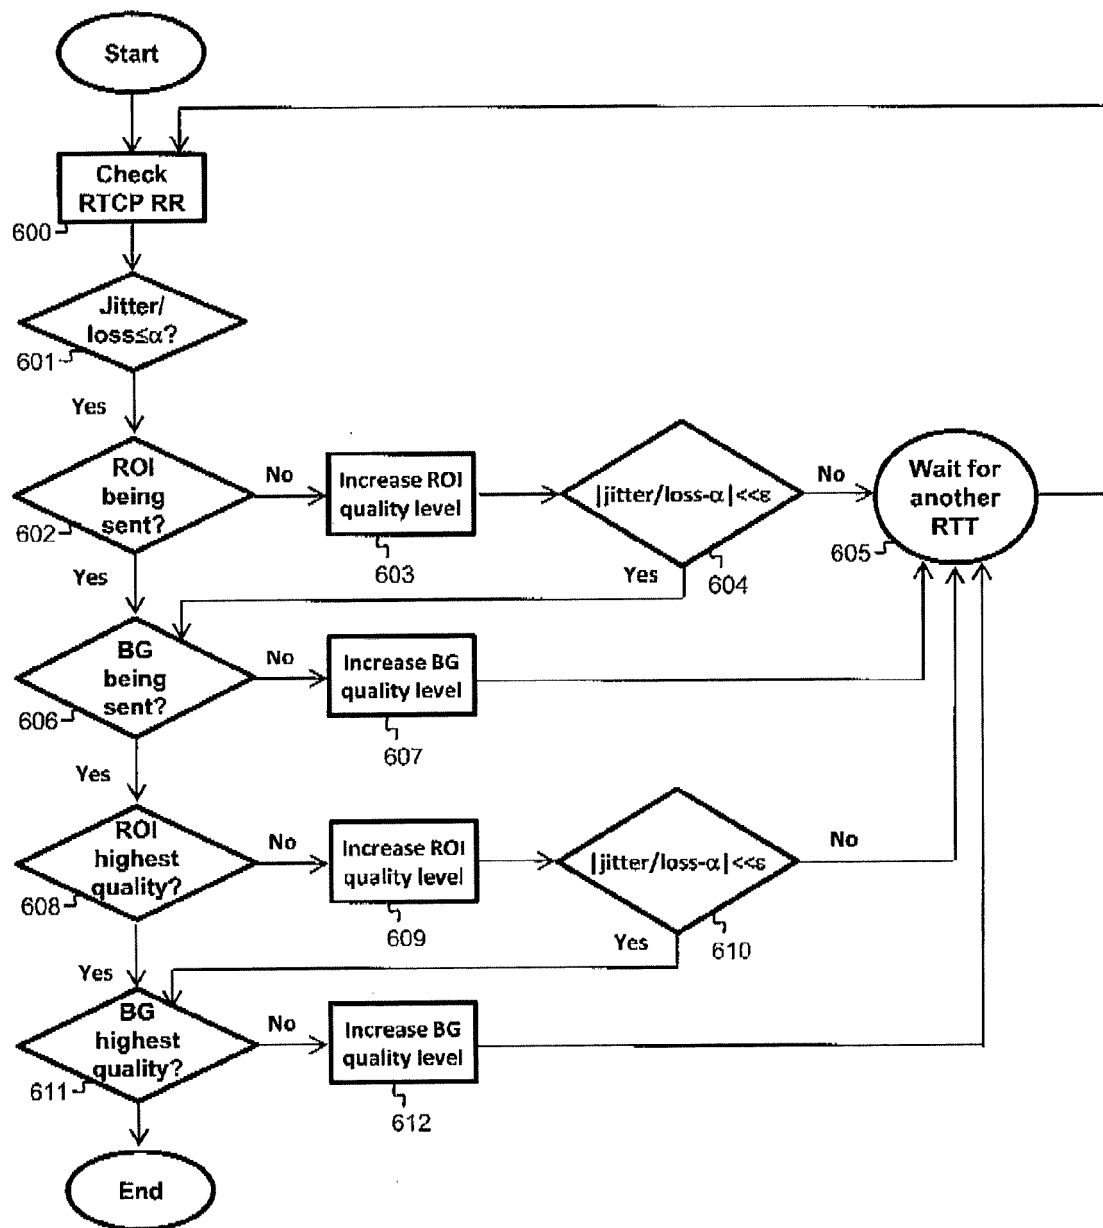 Start
Check
RTCP RR
600
Jitter/
loss≤α?
601
Yes
ROI
being
sent?
602
No
Increase ROI
quality level
603
|jitter/loss-α|<<ε
604
No
Wait for
another
RTT
605
Yes
Yes
BG
being
sent?
606
No
Increase BG
quality level
607
Yes
ROI
highest
quality?
608
No
Increase ROI
quality level
609
|jitter/loss-α|<<ε
610
No
Yes
Yes
BG
highest
quality?
611
No
Increase BG
quality level
612
End